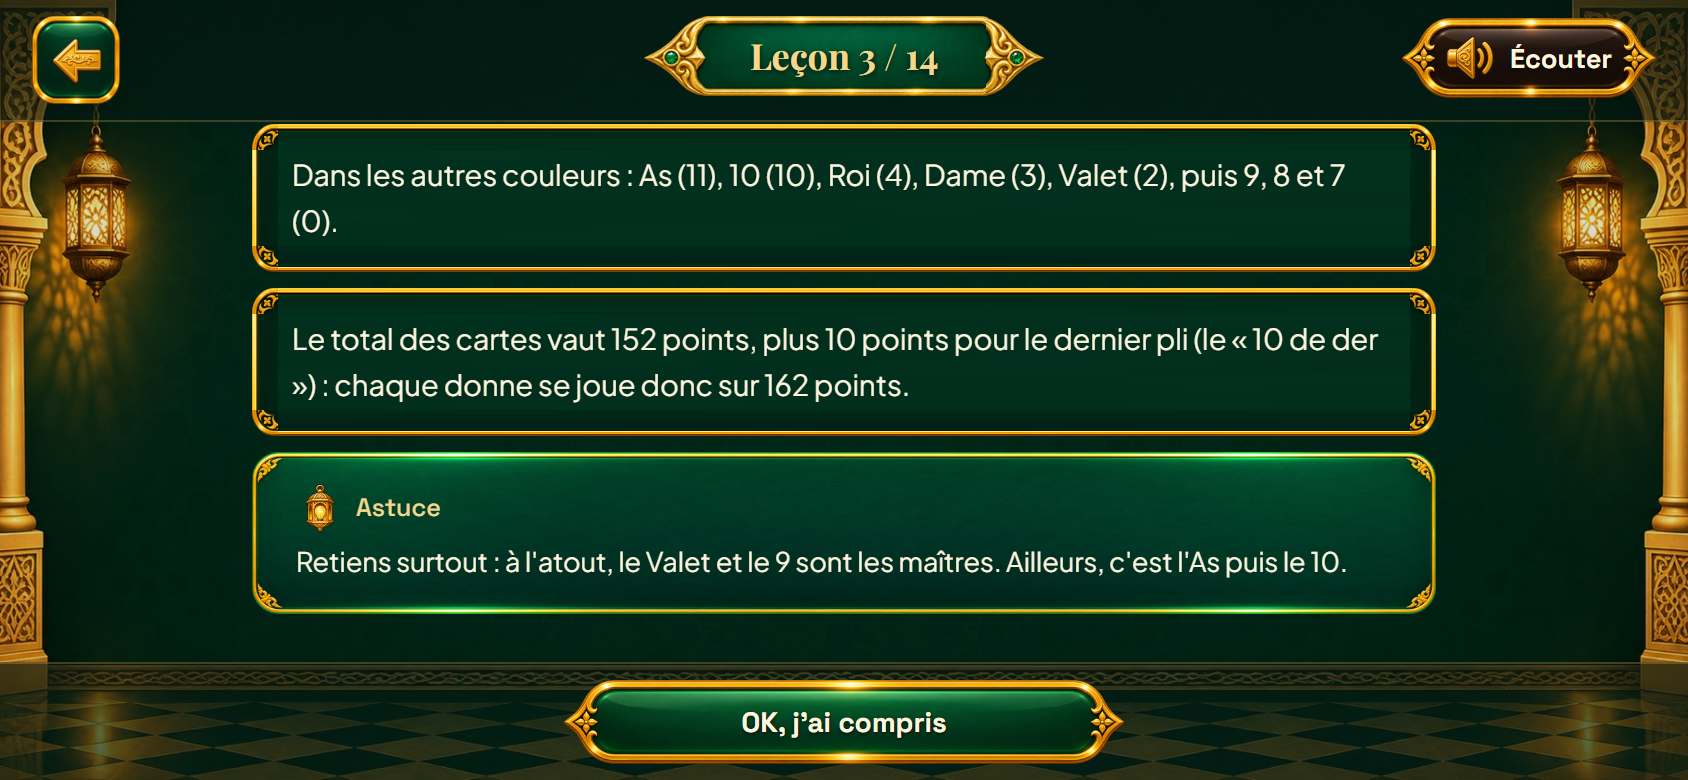 Leçon 3 / 14
Écouter
Dans les autres couleurs : As (11), 10 (10), Roi (4), Dame (3), Valet (2), puis 9, 8 et 7
(0).
Le total des cartes vaut 152 points, plus 10 points pour le dernier pli (le « 10 de der
») : chaque donne se joue donc sur 162 points.
Astuce
Retiens surtout : à l'atout, le Valet et le 9 sont les maîtres. Ailleurs, c'est l'As puis le 10.
OK, j’ai compris